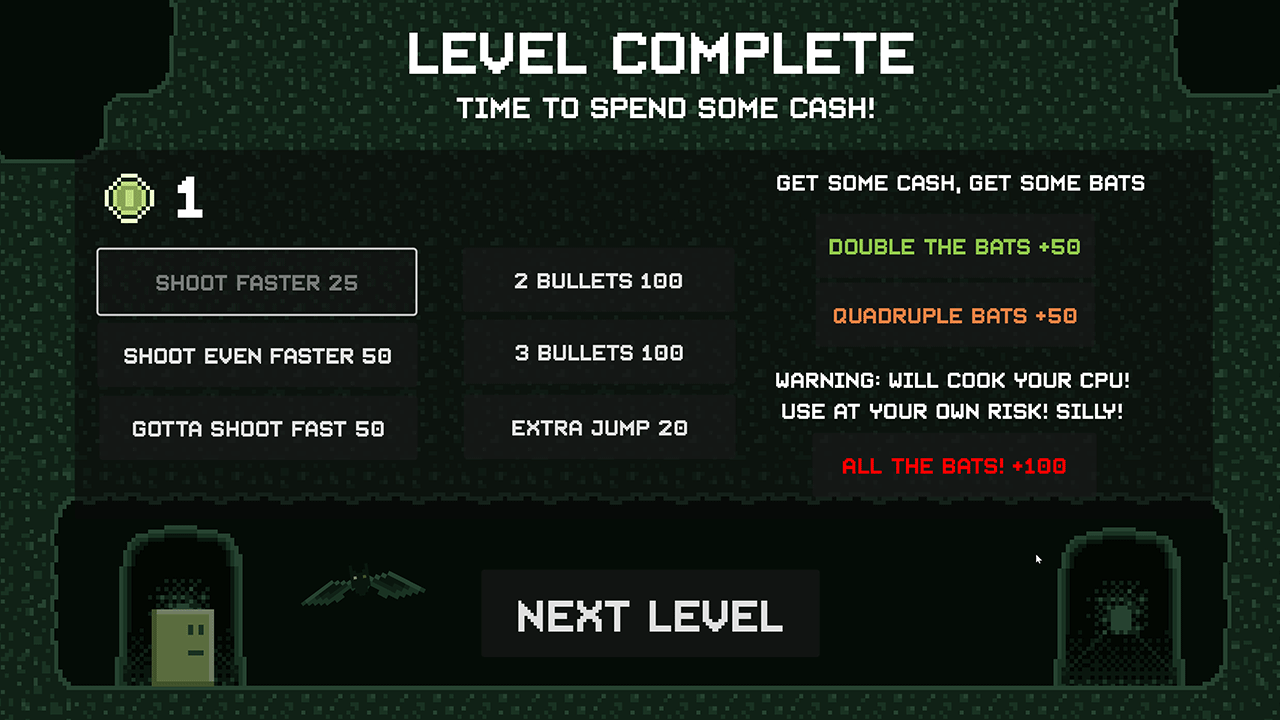 LEVEL COMPLETE
TIME TO SPEND SOME CASH!
1
SHOOT FASTER 25
SHOOT EVEN FASTER 50
GOTTA SHOOT FAST 50
2 BULLETS 100
3 BULLETS 100
EXTRA JUMP 20
GET SOME CASH, GET SOME BATS
DOUBLE THE BATS +50
QUADRUPLE BATS +50
WARNING: WILL COOK YOUR CPU!
USE AT YOUR OWN RISK! SILLY!
ALL THE BATS! +100
NEXT LEVEL